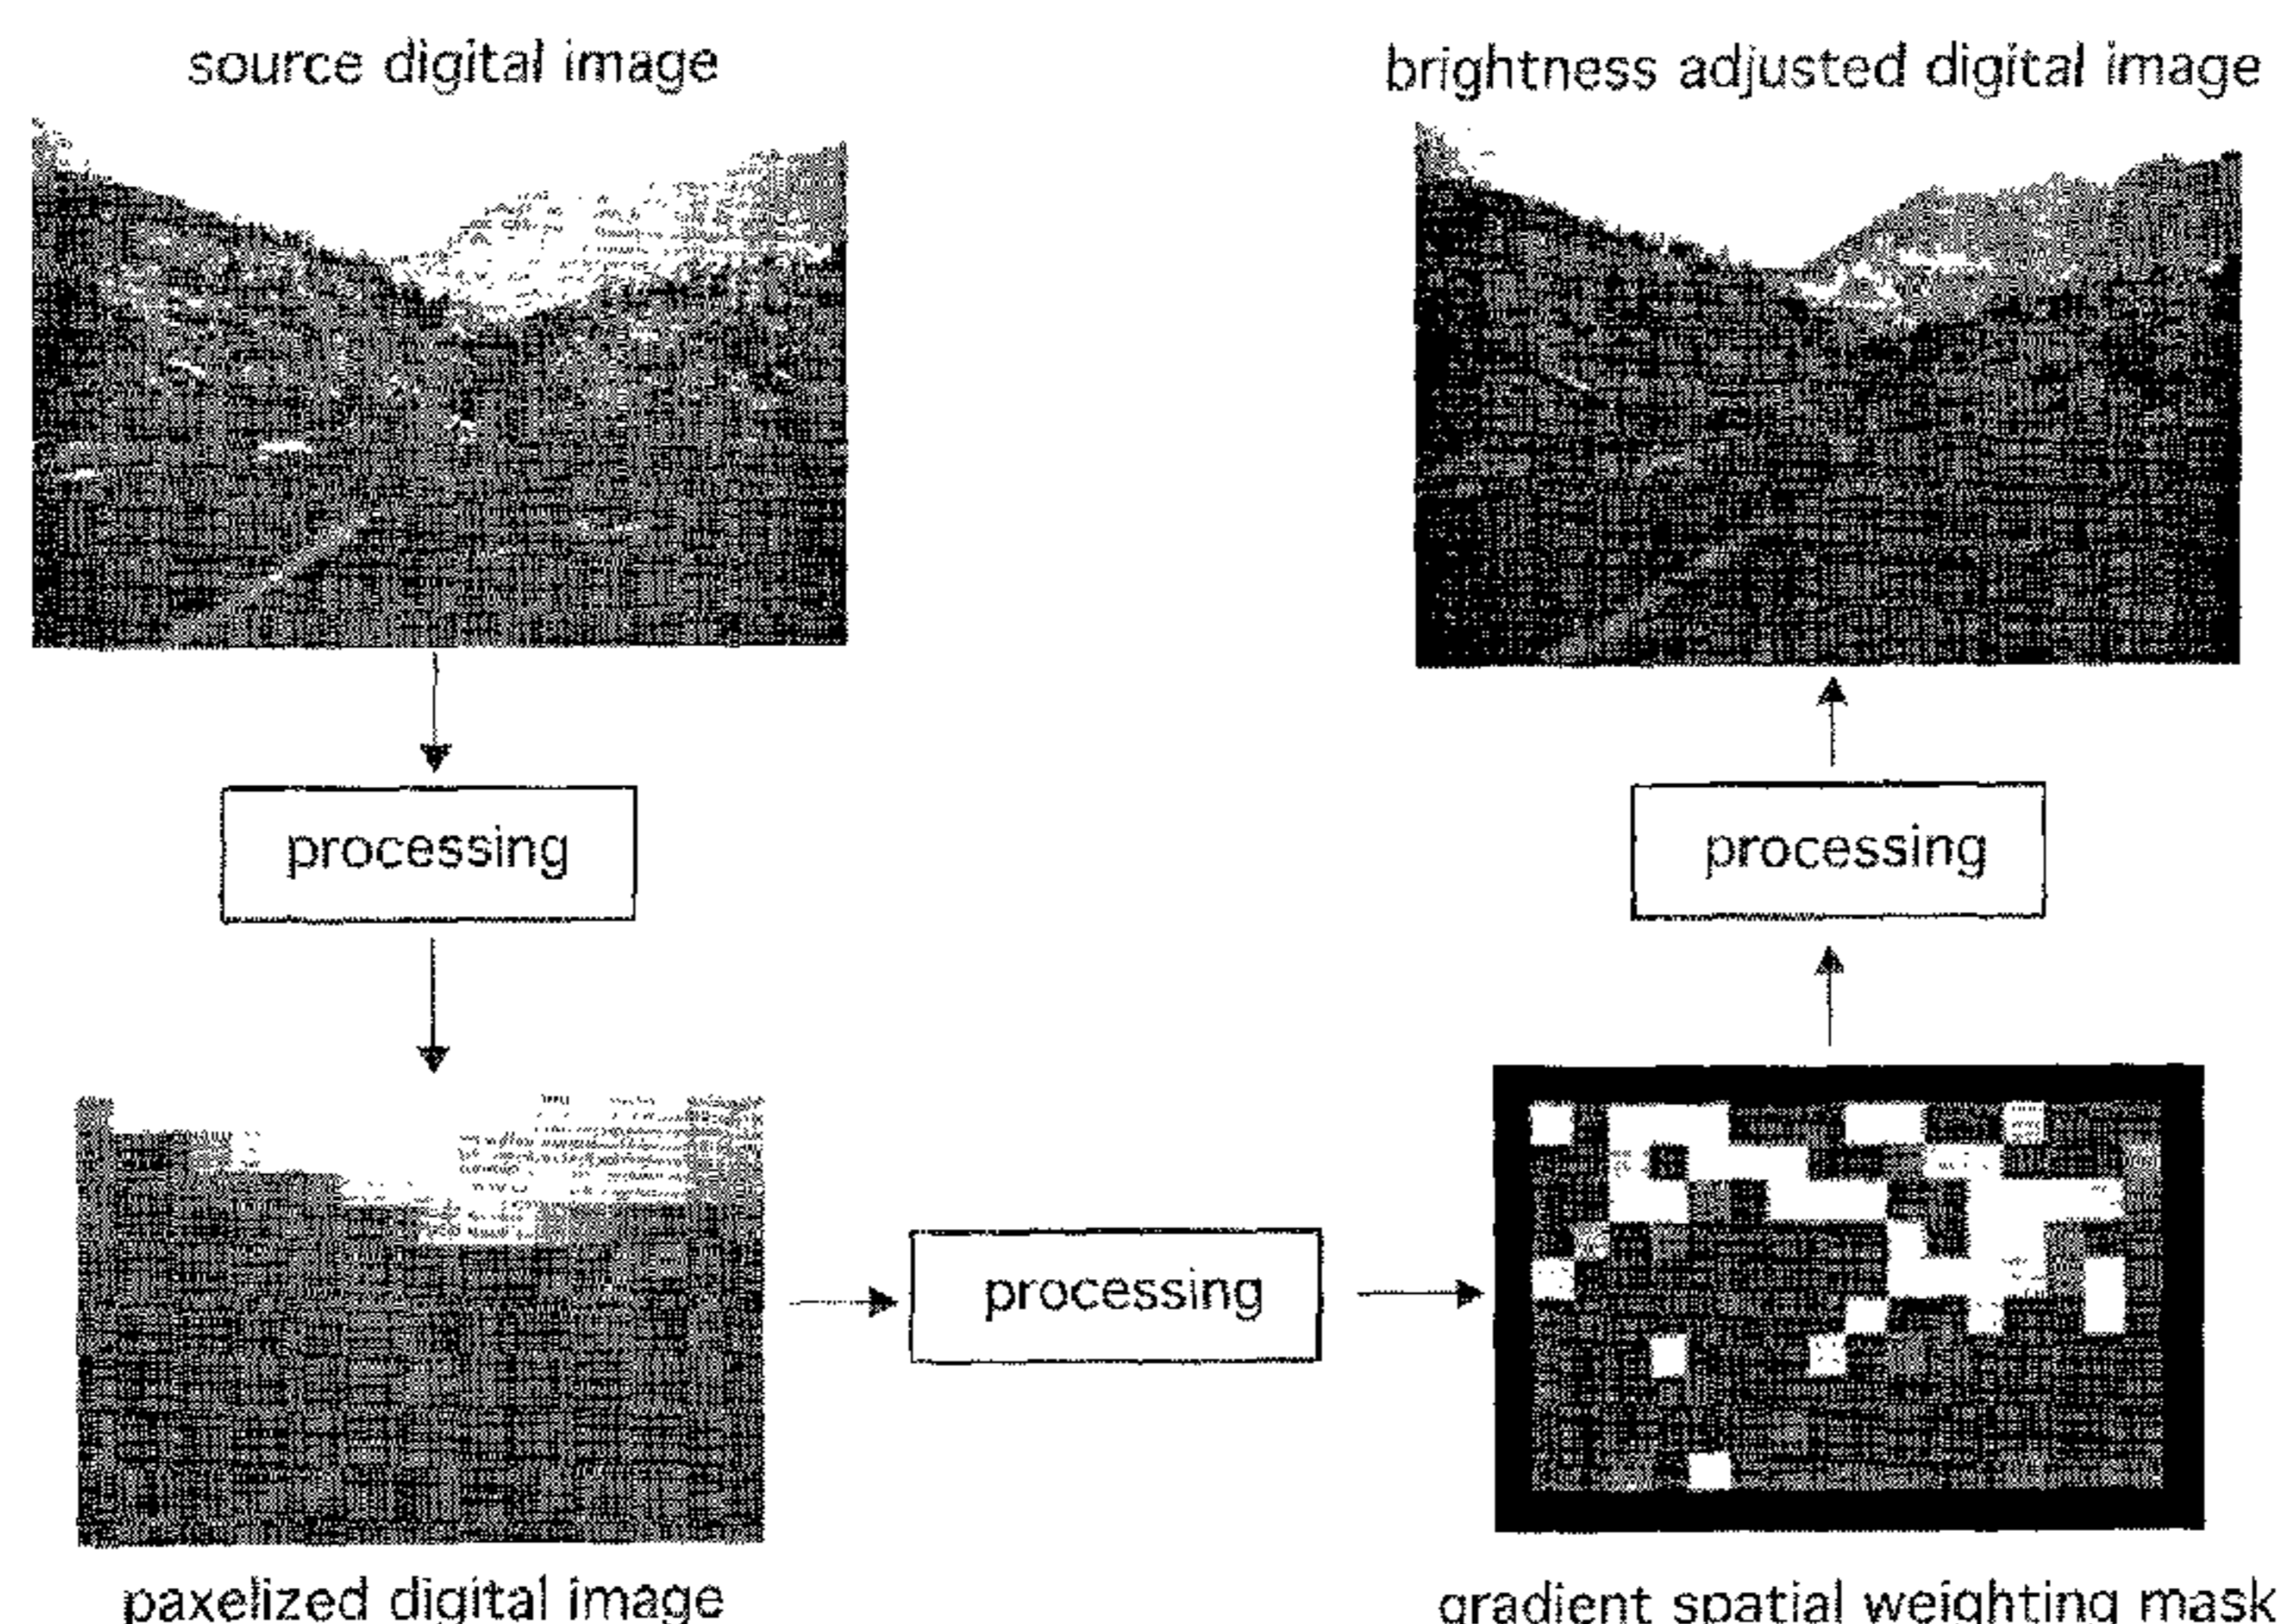 source digital image
brightness adjusted digital image
processing
processing
processing
paxelized digital image
gradient spatial weighting mask